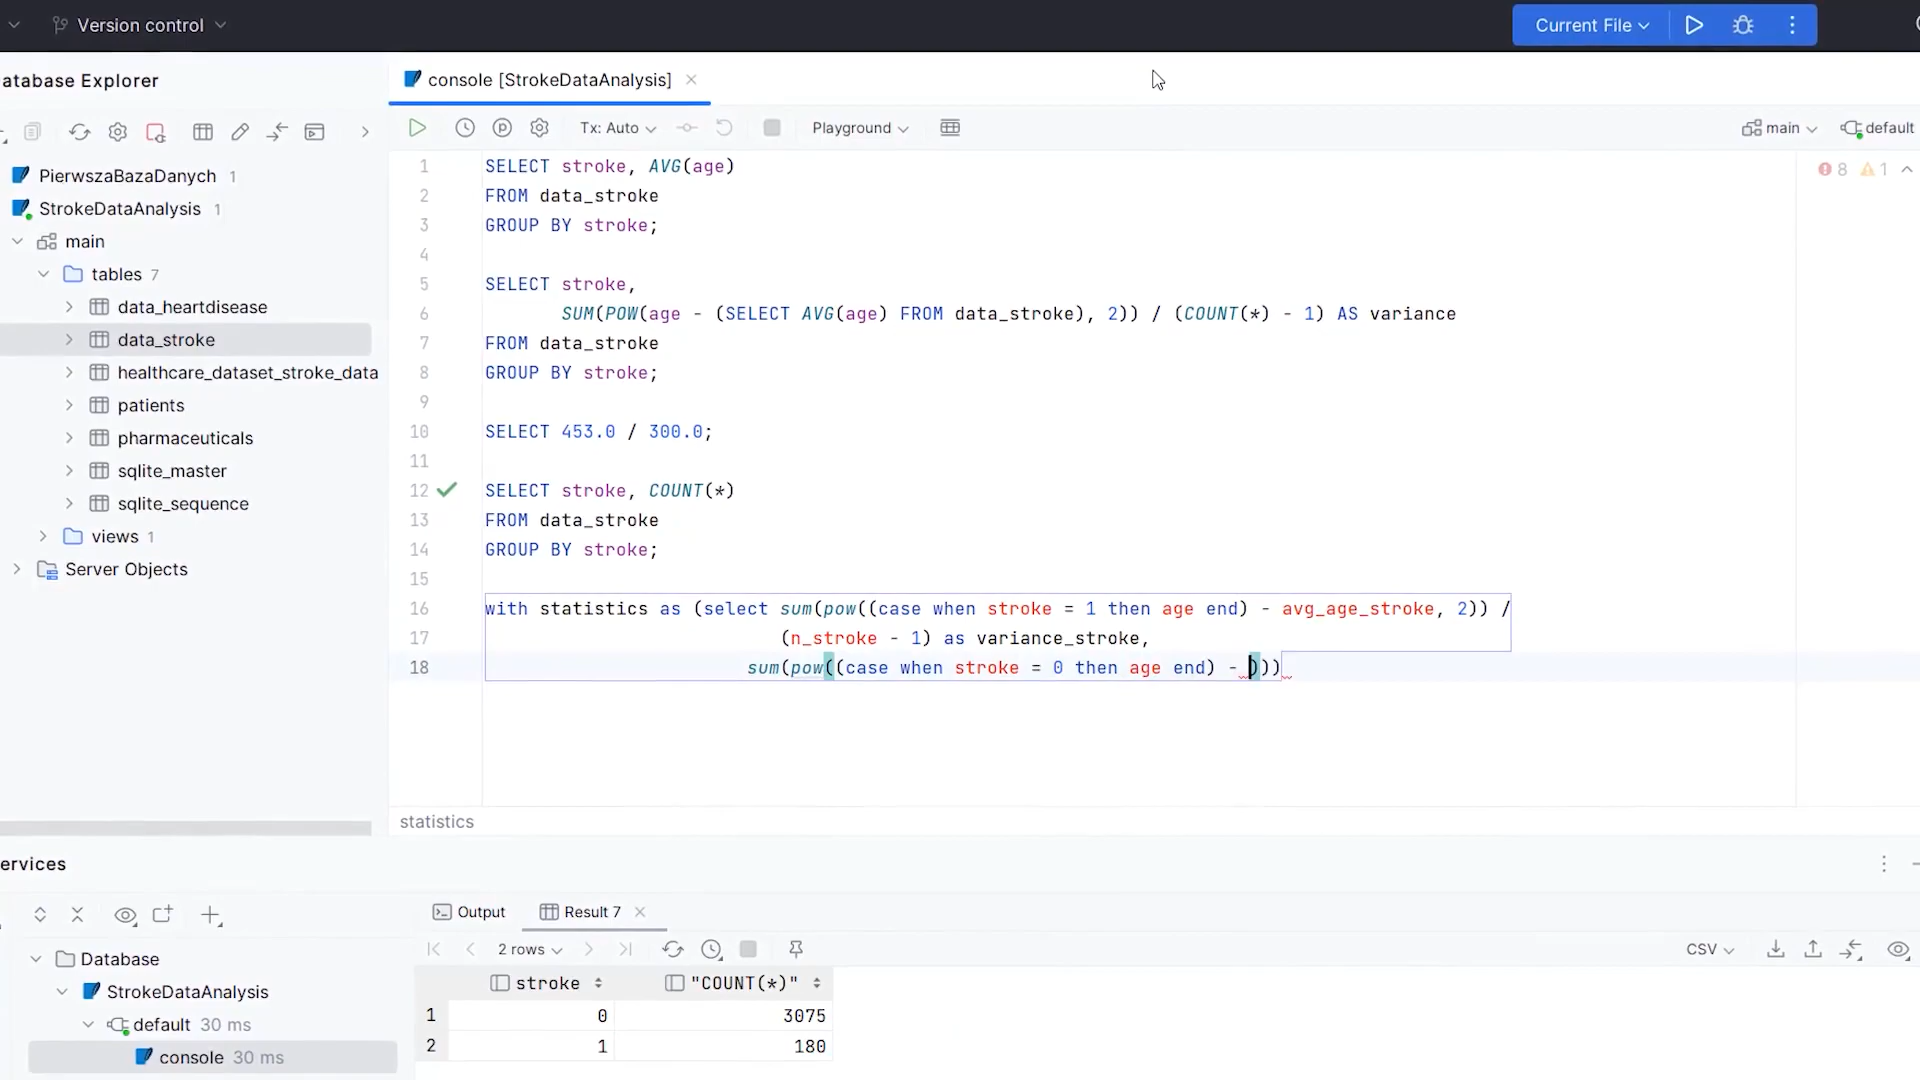 Version control
Current File
atabase Explorer
console [StrokeDataAnalysis]
Tx: Auto
Playground
main
default
PierwszaBazaDanych 1
StrokeDataAnalysis 1
main
tables 7
data_heartdisease
data_stroke
healthcare_dataset_stroke_data
patients
pharmaceuticals
sqlite_master
sqlite_sequence
views 1
Server Objects
8 1
1 SELECT stroke, AVG(age)
2 FROM data_stroke
3 GROUP BY stroke;
4
5 SELECT stroke,
6 SUM(POW(age - (SELECT AVG(age) FROM data_stroke), 2)) / (COUNT(*) - 1) AS variance
7 FROM data_stroke
8 GROUP BY stroke;
9
10 SELECT 453.0 / 300.0;
11
12 SELECT stroke, COUNT(*)
13 FROM data_stroke
14 GROUP BY stroke;
15
16 with statistics as (select sum(pow((case when stroke = 1 then age end) - avg_age_stroke, 2)) /
17 (n_stroke - 1) as variance_stroke,
18 sum(pow((case when stroke = 0 then age end) - )))
statistics
ervices
Database
StrokeDataAnalysis
default 30 ms
console 30 ms
Output
Result 7
2 rows
CSV
stroke "COUNT(*)"
1 0 3075
2 1 180